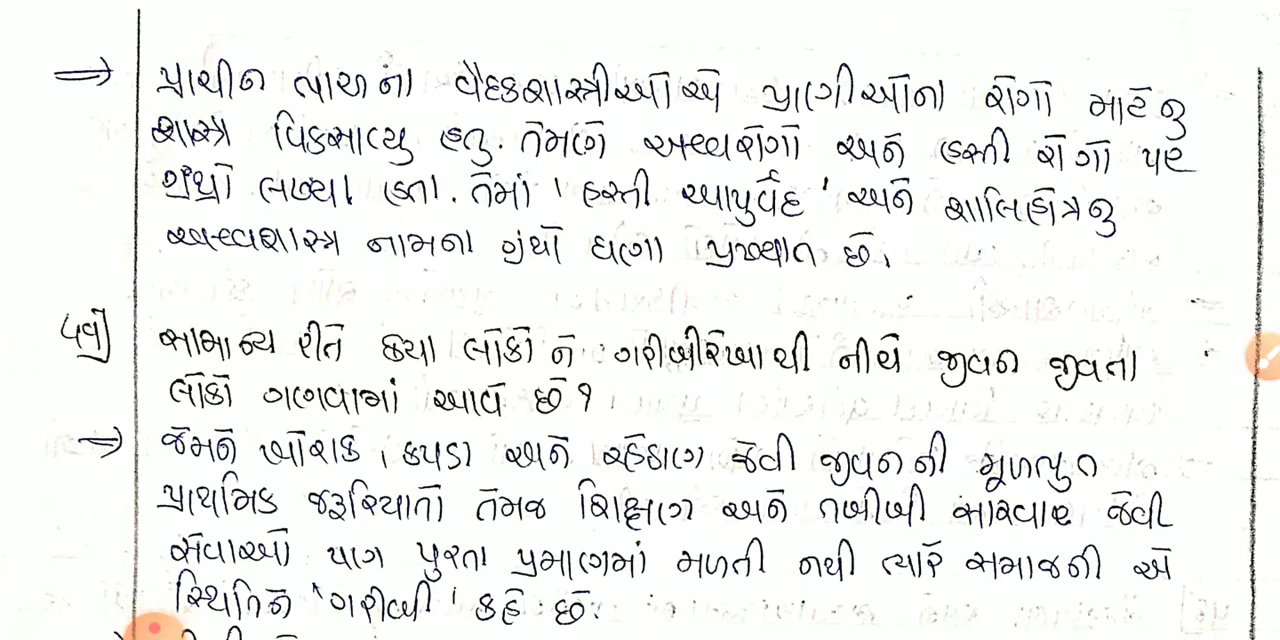 ⇒ પ્રાચીન ભારતના વૈદકશાસ્ત્રીઓએ પ્રાણીઓના રોગો માટેનુ
શાસ્ત્ર વિકસાવ્યુ હતુ. તેમણે અશ્વરોગો અને હસ્તી રોગો પર
ગ્રંથો લખ્યા હતા. તેમાં 'હસ્તી આયુર્વેદ' અને શાલિહોત્રનુ
અશ્વશાસ્ત્ર નામના ગ્રંથો ઘણા પ્રખ્યાત છે.
સામાન્ય રીતે કયા લોકોને ગરીબીરેખાથી નીચે જીવન જીવતા
લોકો ગણવામાં આવે છે?
⇒ જેમને ખોરાક, કપડા અને રહેઠાણ જેવી જીવનની મૂળભુત
પ્રાથમિક જરૂરિયાતો તેમજ શિક્ષણ અને તબીબી સારવાર જેવી
સેવાઓ પણ પુરતા પ્રમાણમાં મળતી નથી ત્યારે સમાજની એ
સ્થિતિને 'ગરીબી' કહે છે.